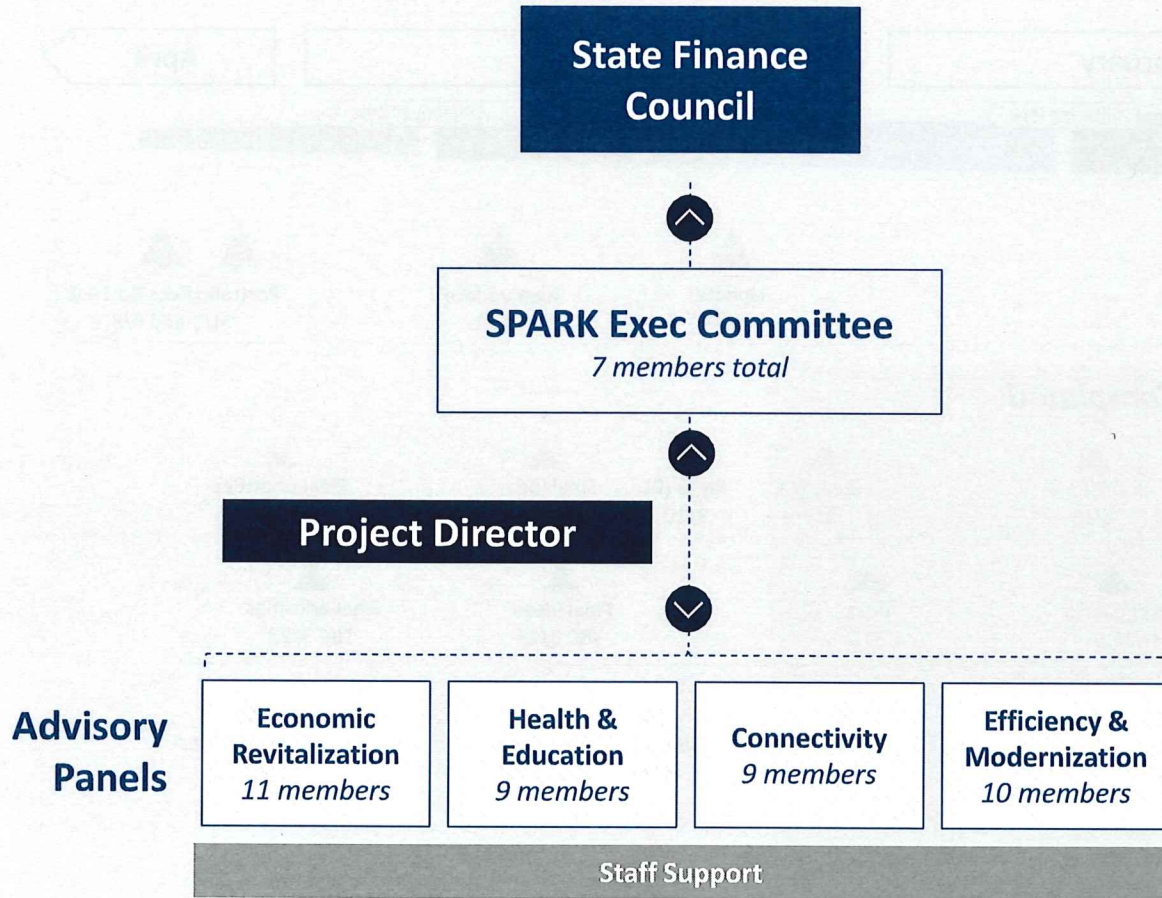 State Finance
Council
SPARK Exec Committee
7 members total
Project Director
Advisory
Panels
Economic
Revitalization
11 members
Health &
Education
9 members
Connectivity
9 members
Efficiency &
Modernization
10 members
Staff Support